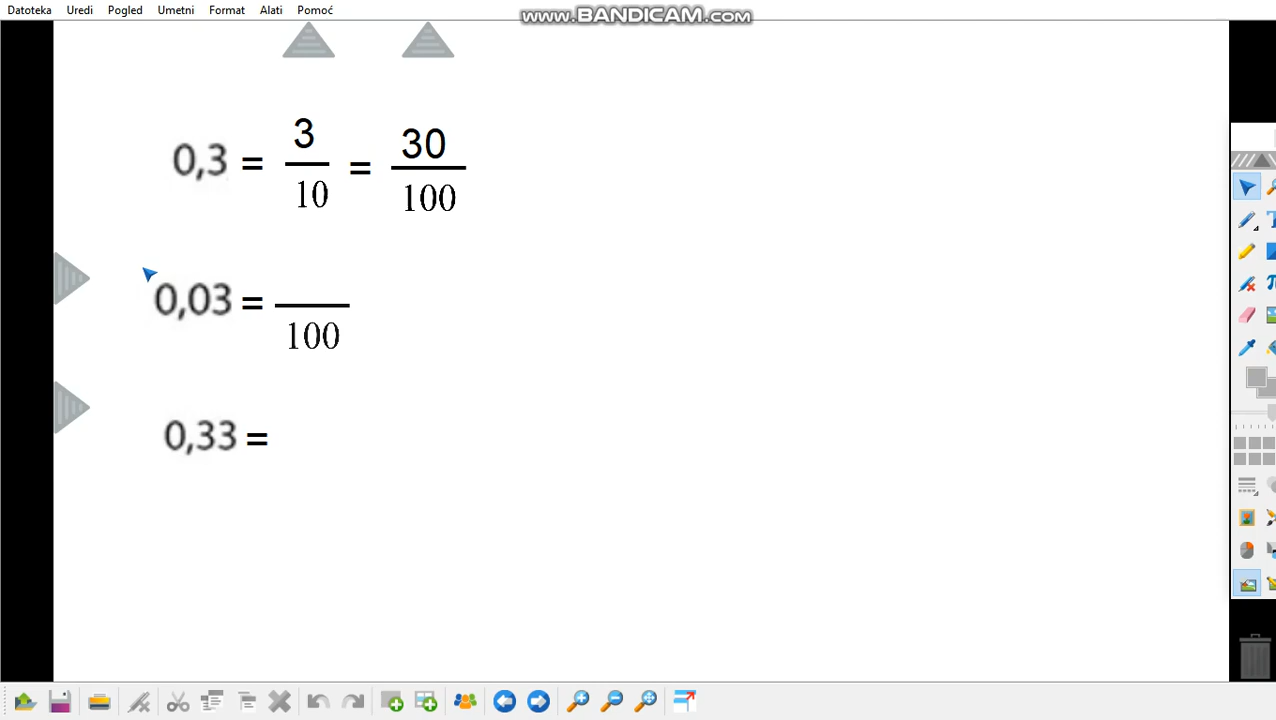 Datoteka Uredi Pogled Umetni Format Alati Pomoć
www.BANDICAM.com
0,3 = 3/10 = 30/100
0,03 = /100
0,33 =